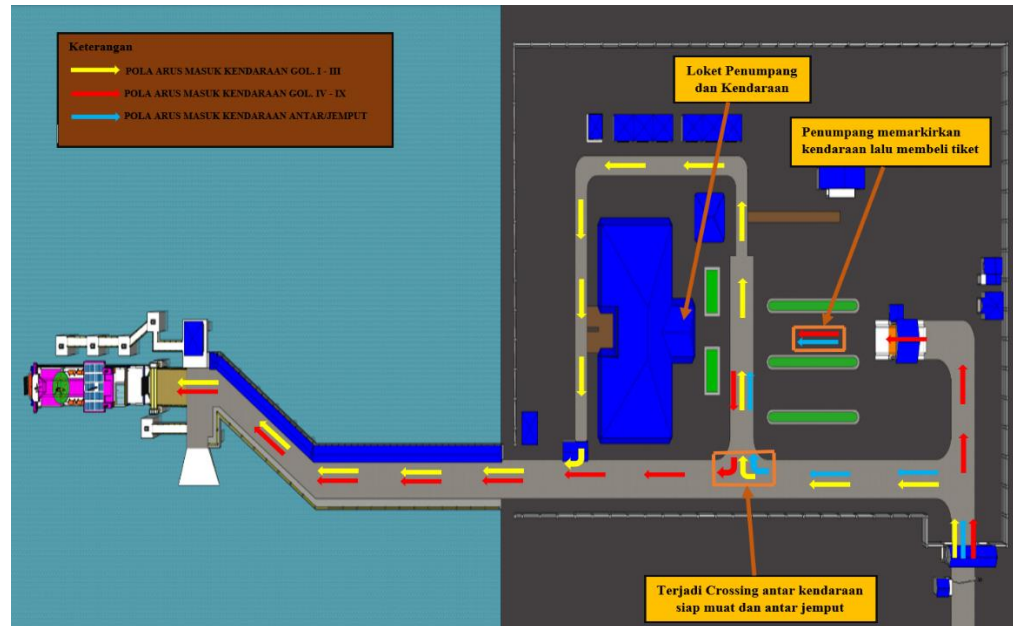 Keterangan
POLA ARUS MASUK KENDARAAN GOL. I - III
POLA ARUS MASUK KENDARAAN GOL. IV - IX
POLA ARUS MASUK KENDARAAN ANTAR/JEMPUT
Loket Penumpang
dan Kendaraan
Penumpang memarkirkan
kendaraan lalu membeli tiket
Terjadi Crossing antar kendaraan
siap muat dan antar jemput